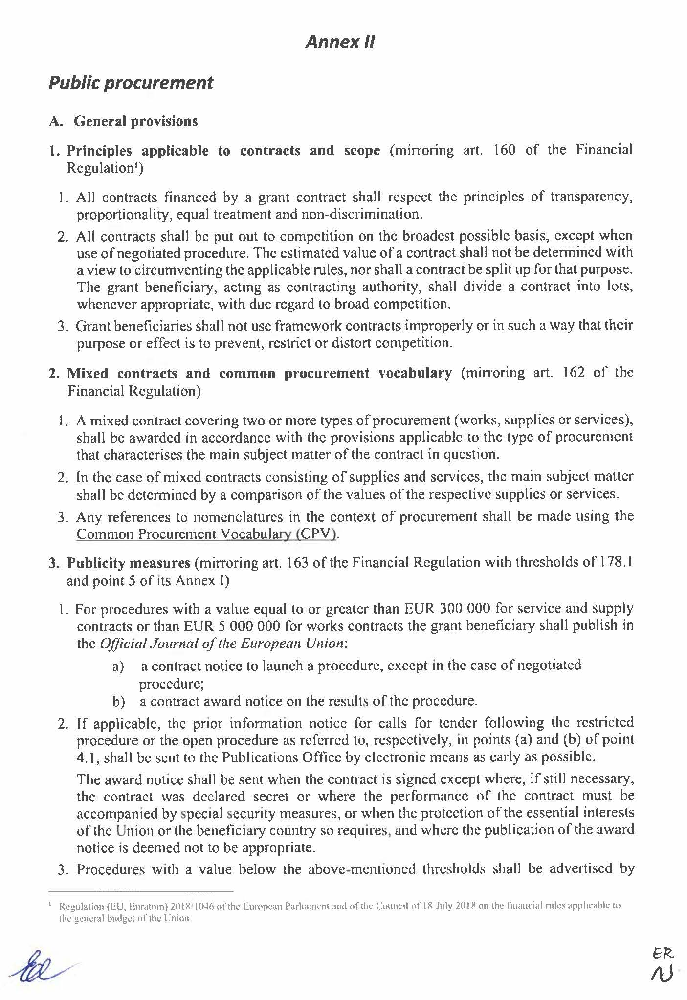 Annex II
Public procurement
A. General provisions
1. Principles applicable to contracts and scope (mirroring art. 160 of the Financial
Regulation¹)
1. All contracts financed by a grant contract shall respect the principles of transparency,
proportionality, equal treatment and non-discrimination.
2. All contracts shall be put out to competition on the broadest possible basis, except when
use of negotiated procedure. The estimated value of a contract shall not be determined with
a view to circumventing the applicable rules, nor shall a contract be split up for that purpose.
The grant beneficiary, acting as contracting authority, shall divide a contract into lots,
whenever appropriate, with due regard to broad competition.
3. Grant beneficiaries shall not use framework contracts improperly or in such a way that their
purpose or effect is to prevent, restrict or distort competition.
2. Mixed contracts and common procurement vocabulary (mirroring art. 162 of the
Financial Regulation)
1. A mixed contract covering two or more types of procurement (works, supplies or services),
shall be awarded in accordance with the provisions applicable to the type of procurement
that characterises the main subject matter of the contract in question.
2. In the case of mixed contracts consisting of supplies and services, the main subject matter
shall be determined by a comparison of the values of the respective supplies or services.
3. Any references to nomenclatures in the context of procurement shall be made using the
Common Procurement Vocabulary (CPV).
3. Publicity measures (mirroring art. 163 of the Financial Regulation with thresholds of 178.1
and point 5 of its Annex I)
1. For procedures with a value equal to or greater than EUR 300 000 for service and supply
contracts or than EUR 5 000 000 for works contracts the grant beneficiary shall publish in
the Official Journal of the European Union:
a) a contract notice to launch a procedure, except in the case of negotiated
procedure;
b) a contract award notice on the results of the procedure.
2. If applicable, the prior information notice for calls for tender following the restricted
procedure or the open procedure as referred to, respectively, in points (a) and (b) of point
4.1, shall be sent to the Publications Office by electronic means as early as possible.
The award notice shall be sent when the contract is signed except where, if still necessary,
the contract was declared secret or where the performance of the contract must be
accompanied by special security measures, or when the protection of the essential interests
of the Union or the beneficiary country so requires, and where the publication of the award
notice is deemed not to be appropriate.
3. Procedures with a value below the above-mentioned thresholds shall be advertised by
¹ Regulation (EU, Euratom) 2018/1046 of the European Parliament and of the Council of 18 July 2018 on the financial rules applicable to
the general budget of the Union
ER